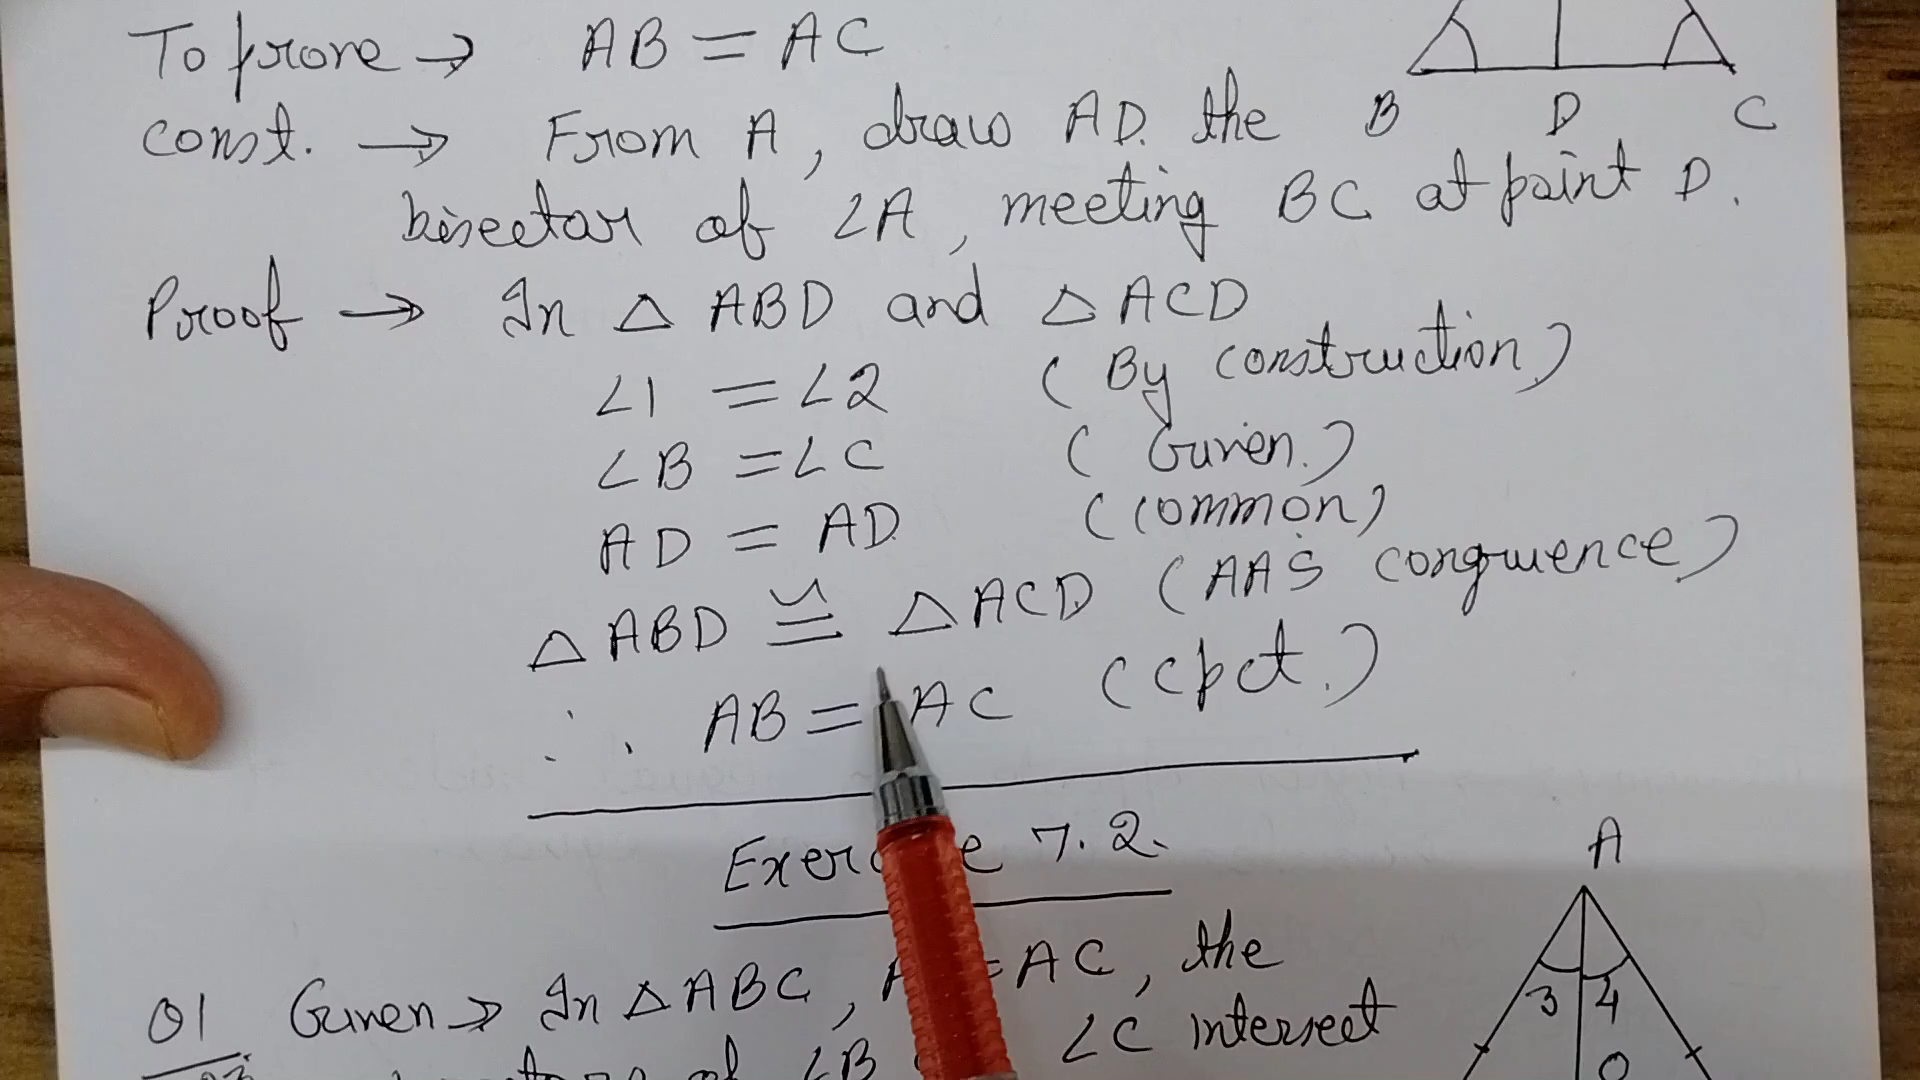 To prove → AB = AC
const. → From A, draw AD. the
bisector of ∠A, meeting BC at point D.
B D C
Proof → In △ ABD and △ ACD
∠1 = ∠2 (By construction)
∠B = ∠C (Given.)
AD = AD (common)
△ ABD ≅ △ ACD (AAS congruence)
∴ AB = AC (cpct.)
7.2.
A
Q1 Given → In △ ABC, = AC, the
3 4
∠B ∠C intersect
O